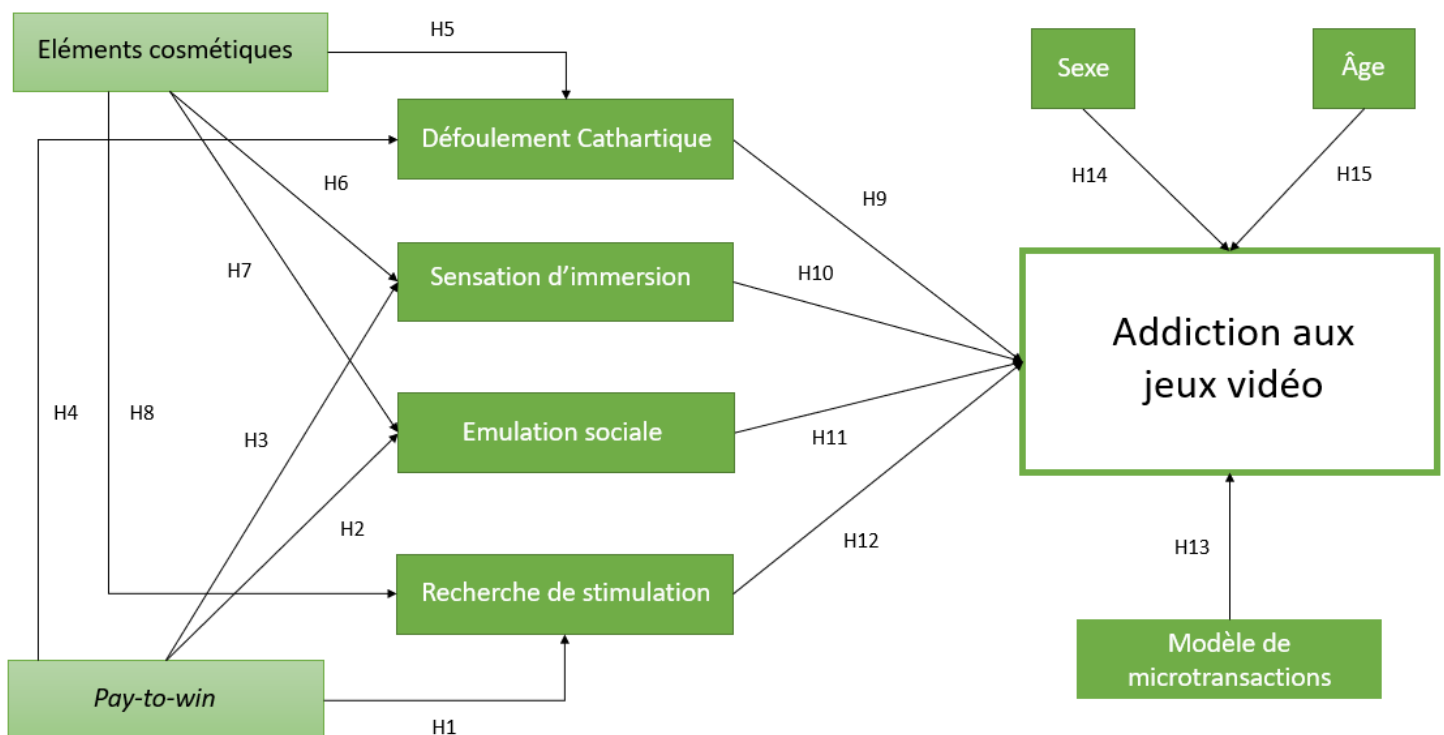 Eléments cosmétiques
H5
Sexe
Âge
Défoulement Cathartique
H6
H14
H15
H9
H7
Sensation d’immersion
H10
Addiction aux
jeux vidéo
H4
H8
H3
Emulation sociale
H11
H2
H12
H13
Recherche de stimulation
Modèle de
microtransactions
Pay-to-win
H1